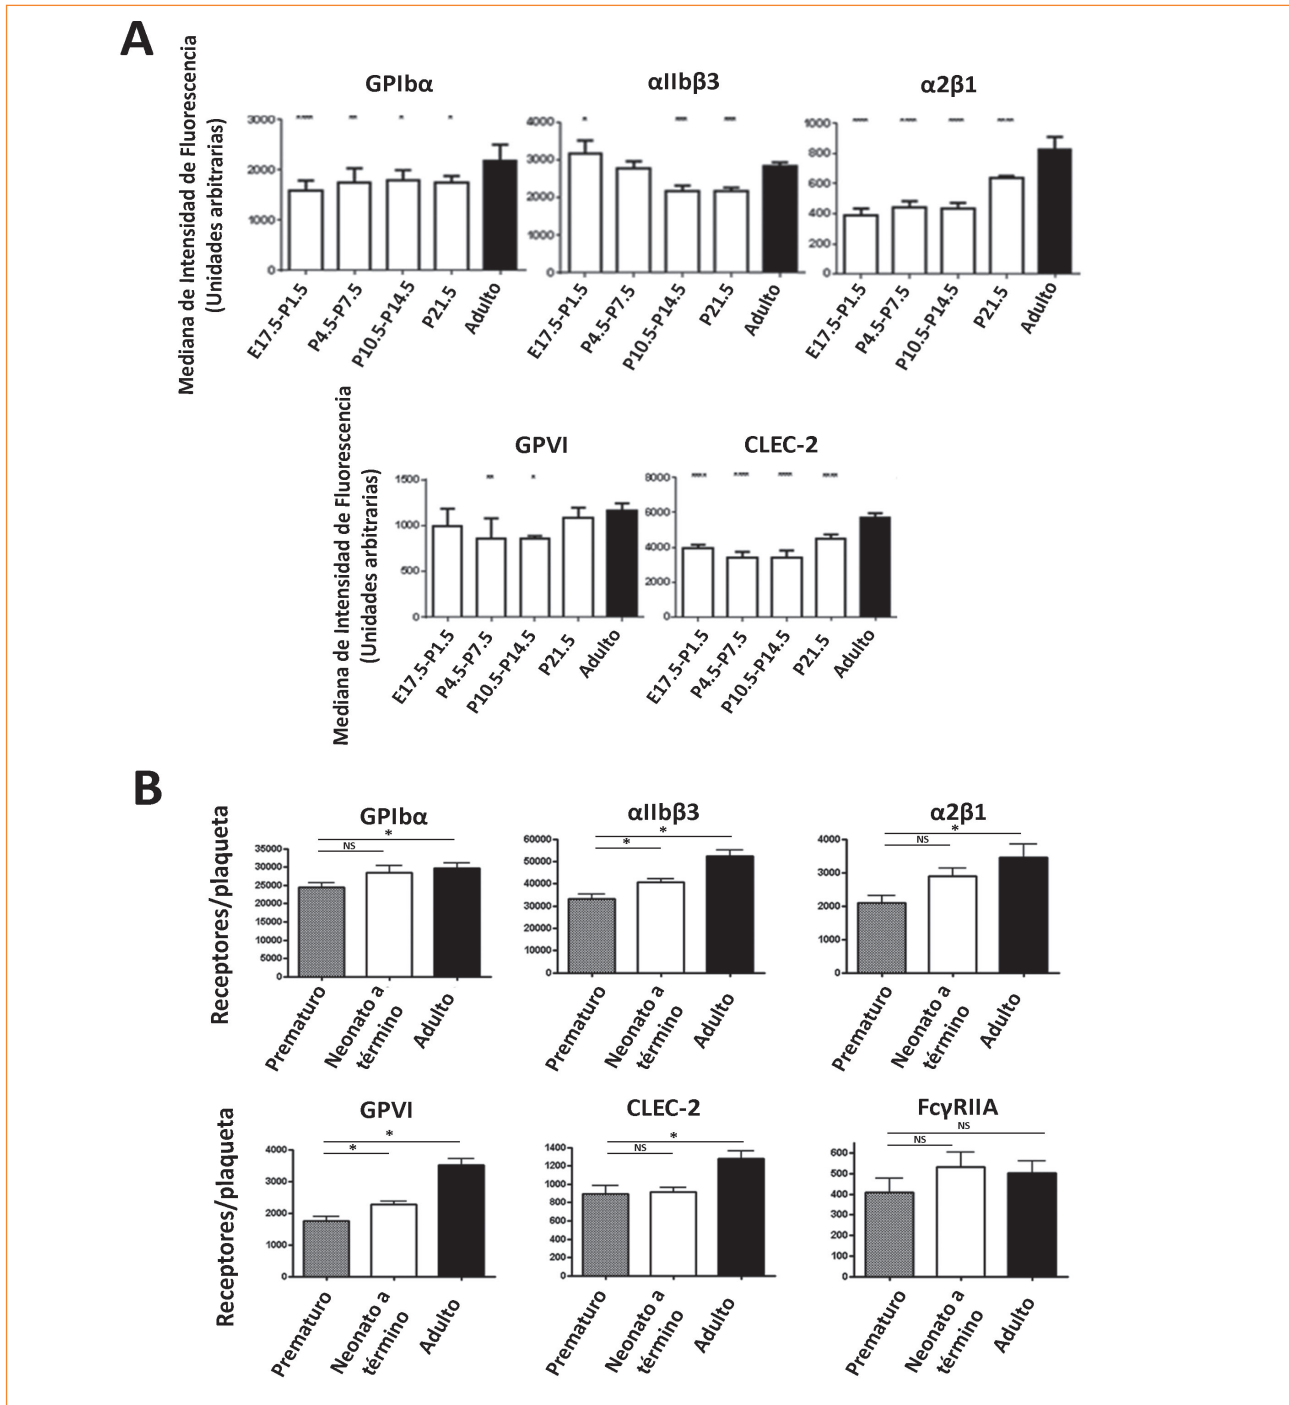 A
Mediana de Intensidad de Fluorescencia
(Unidades arbitrarias)
GPIbα
3000
2000
1000
0
E17.5-P1.5
P4.5-P7.5
P10.5-P14.5
P21.5
Adulto
αIIbβ3
4000
3000
2000
1000
0
E17.5-P1.5
P4.5-P7.5
P10.5-P14.5
P21.5
Adulto
α2β1
1000
800
600
400
200
0
E17.5-P1.5
P4.5-P7.5
P10.5-P14.5
P21.5
Adulto
Mediana de Intensidad de Fluorescencia
(Unidades arbitrarias)
GPVI
1500
1000
500
0
E17.5-P1.5
P4.5-P7.5
P10.5-P14.5
P21.5
Adulto
CLEC-2
8000
6000
4000
2000
0
E17.5-P1.5
P4.5-P7.5
P10.5-P14.5
P21.5
Adulto
B
Receptores/plaqueta
GPIbα
*
NS
35000
30000
25000
20000
15000
10000
5000
0
Prematuro
Neonato a
término
Adulto
αIIbβ3
*
*
60000
50000
40000
30000
20000
10000
0
Prematuro
Neonato a
término
Adulto
α2β1
*
NS
4000
3000
2000
1000
0
Prematuro
Neonato a
término
Adulto
Receptores/plaqueta
GPVI
*
*
4000
3000
2000
1000
0
Prematuro
Neonato a
término
Adulto
CLEC-2
*
NS
1400
1200
1000
800
600
400
200
0
Prematuro
Neonato a
término
Adulto
FcγRIIA
NS
NS
600
500
400
300
200
100
0
Prematuro
Neonato a
término
Adulto